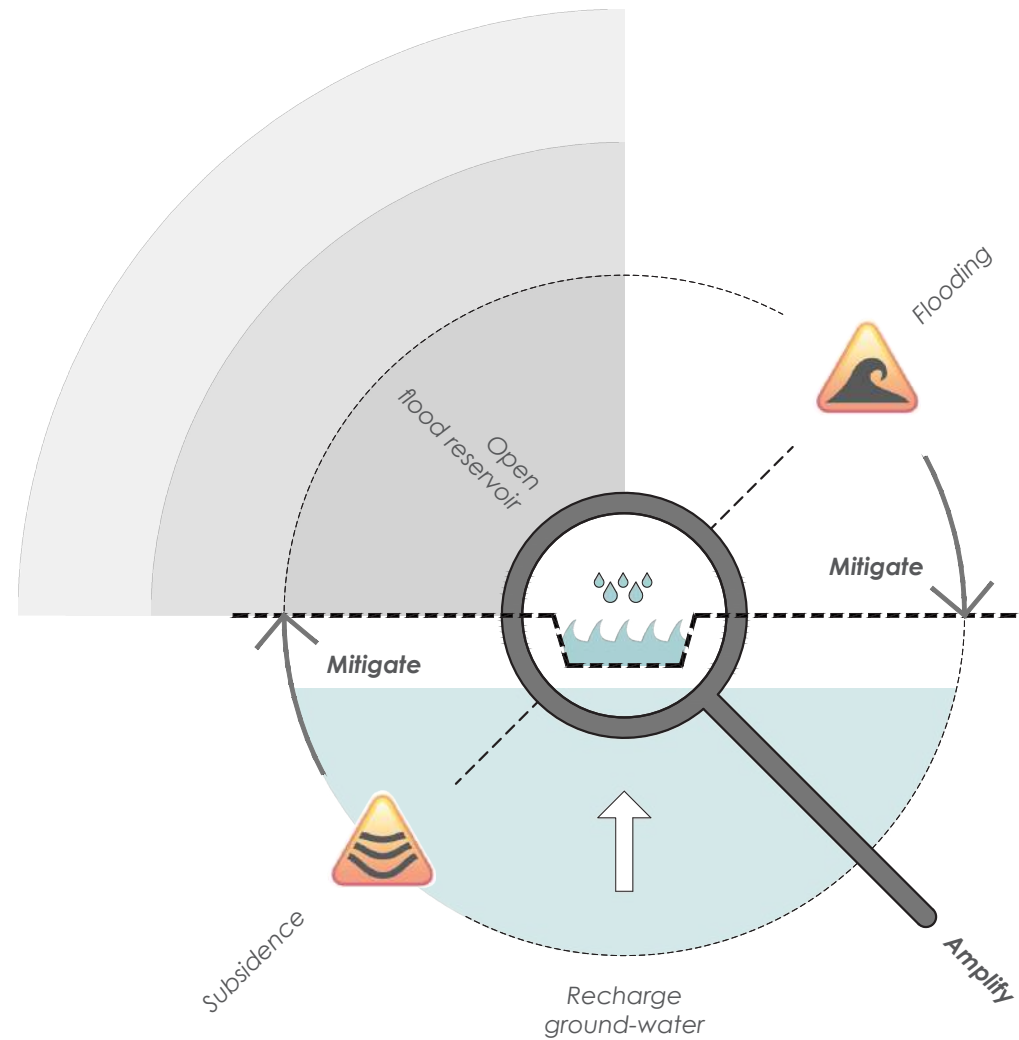 Flooding
Open
flood reservoir
Mitigate
Mitigate
Subsidence
Amplify
Recharge
ground-water